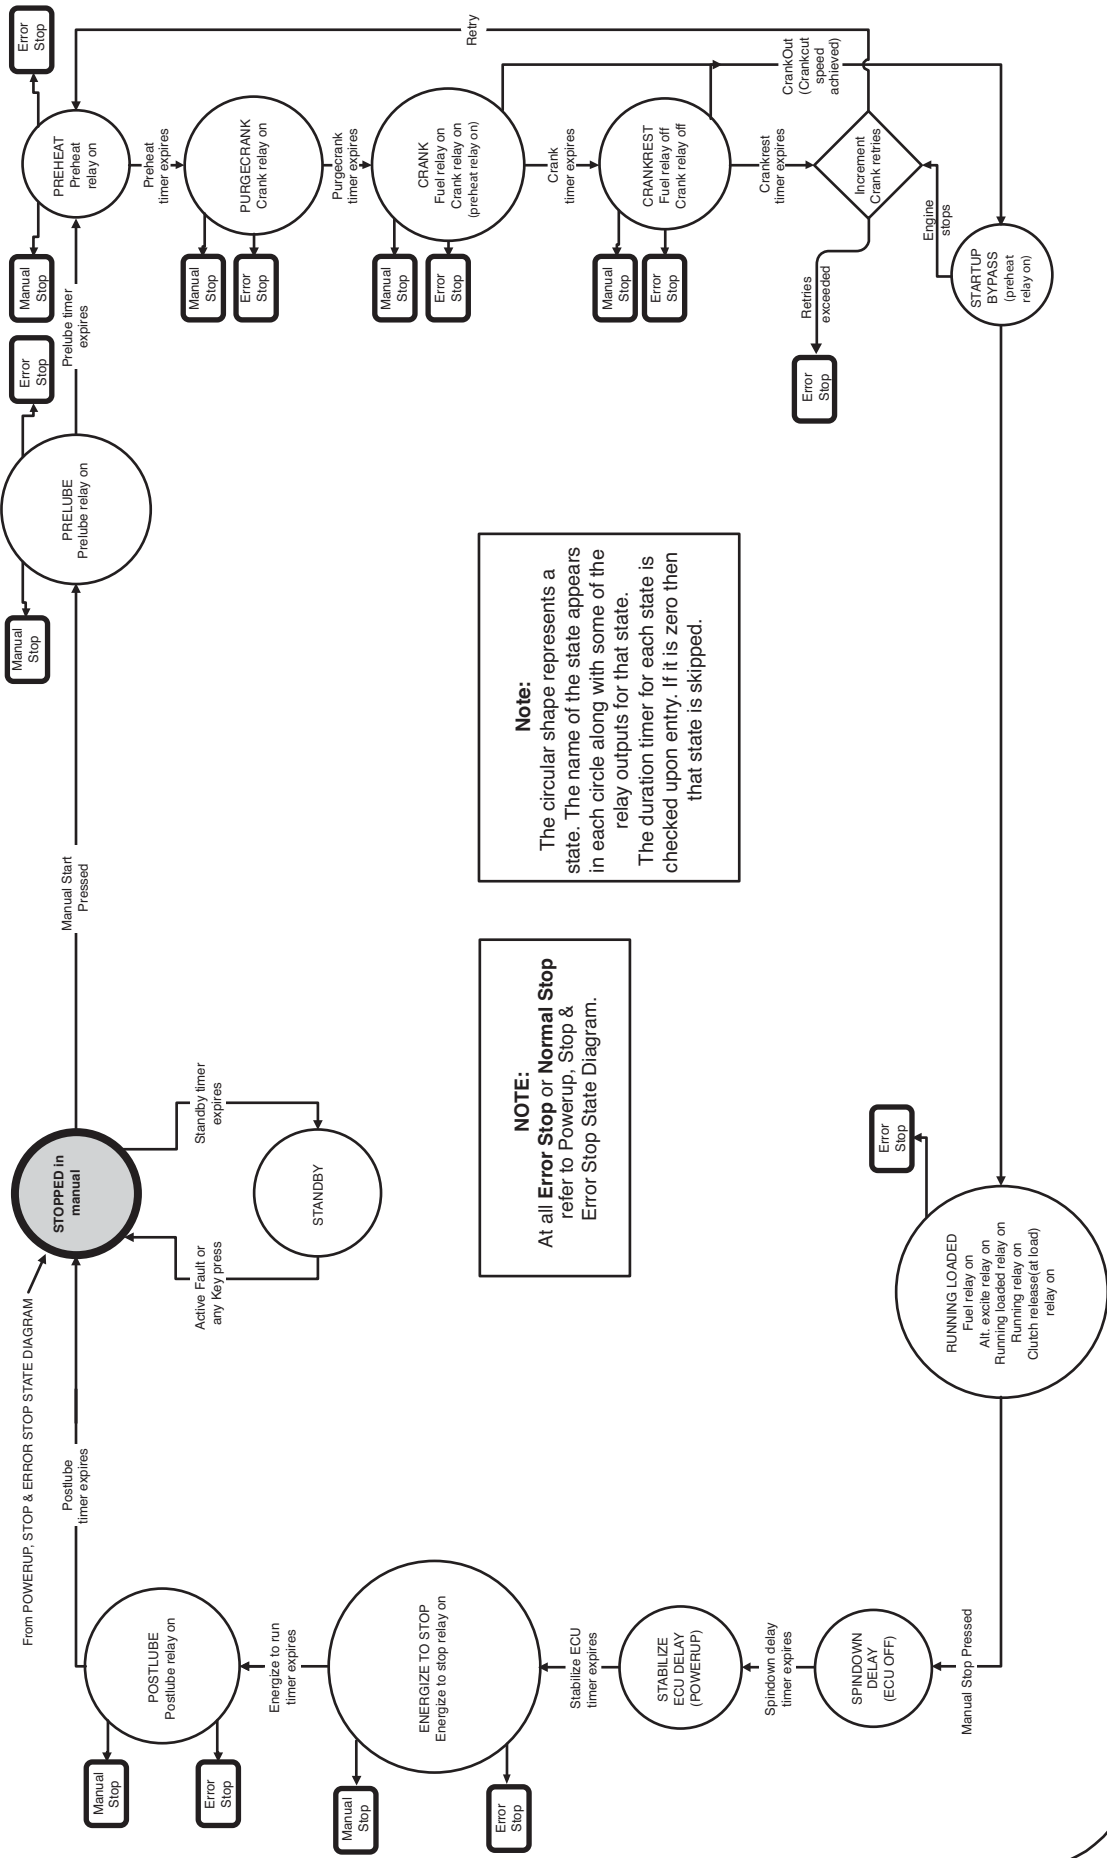 From POWERUP, STOP & ERROR STOP STATE DIAGRAM
STOPPED in
manual
Manual Start
Pressed
Manual
Stop
PRELUBE
Prelube relay on
Error
Stop
Prelube timer
expires
Manual
Stop
PREHEAT
Preheat
relay on
Error
Stop
Retry
Preheat
timer expires
PURGECRANK
Crank relay on
Manual
Stop
Error
Stop
Purgecrank
timer expires
CRANK
Fuel relay on
Crank relay on
(preheat relay on)
Manual
Stop
Error
Stop
Crank
timer expires
CRANKREST
Fuel relay off
Crank relay off
Manual
Stop
Error
Stop
Crankrest
timer expires
CrankOut
(Crankcut
speed
achieved)
Increment
Crank retries
Retries
exceeded
Error
Stop
Engine
stops
STARTUP
BYPASS
(preheat
relay on)
Error
Stop
RUNNING LOADED
Fuel relay on
Alt. excite relay on
Running loaded relay on
Running relay on
Clutch release(at load)
relay on
Manual Stop Pressed
SPINDOWN
DELAY
(ECU OFF)
Spindown delay
timer expires
STABILIZE
ECU DELAY
(POWERUP)
Stabilize ECU
timer expires
ENERGIZE TO STOP
Energize to stop relay on
Manual
Stop
Error
Stop
Energize to run
timer expires
POSTLUBE
Postlube relay on
Manual
Stop
Error
Stop
Postlube
timer expires
Standby timer
expires
STANDBY
Active Fault or
any Key press
NOTE:
At all Error Stop or Normal Stop
refer to Powerup, Stop &
Error Stop State Diagram.
Note:
The circular shape represents a
state. The name of the state appears
in each circle along with some of the
relay outputs for that state.
The duration timer for each state is
checked upon entry. If it is zero then
that state is skipped.